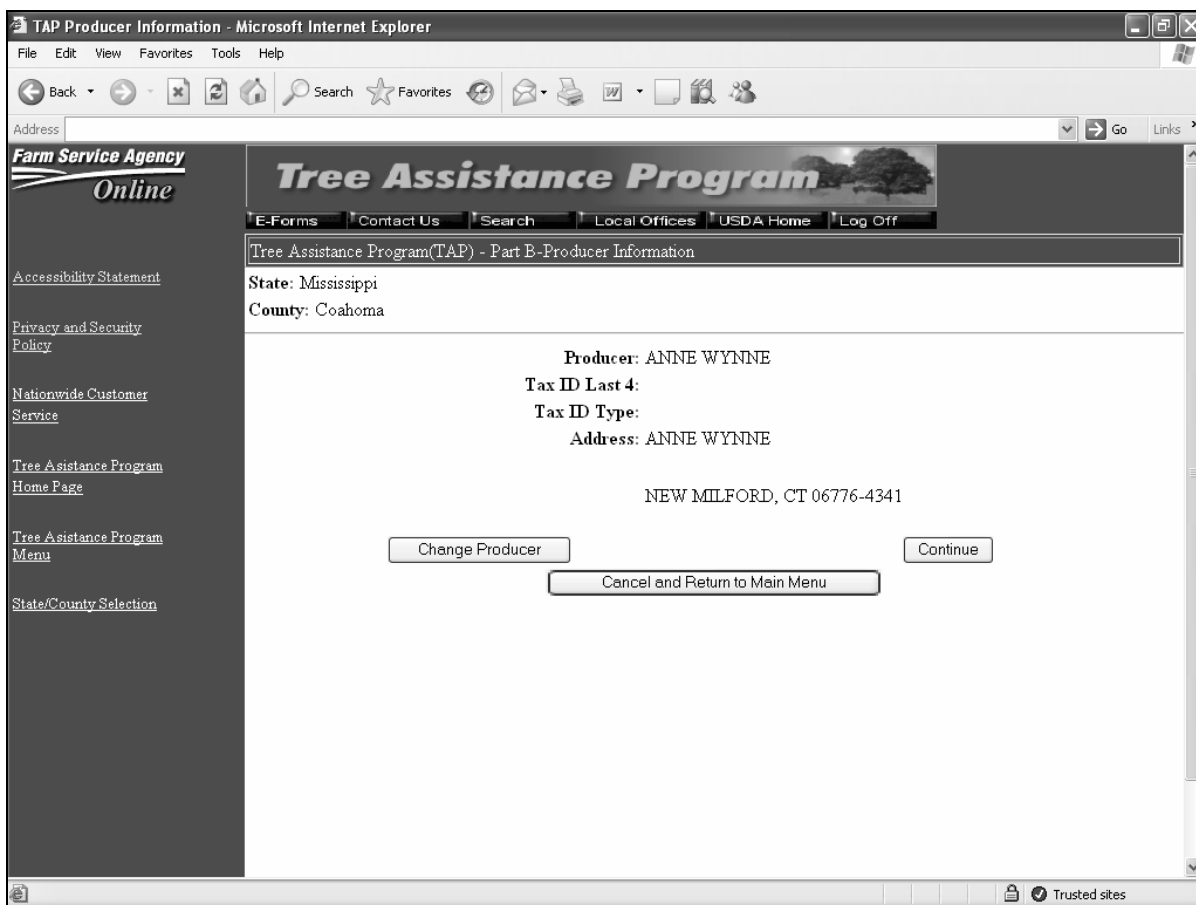 TAP Producer Information - Microsoft Internet Explorer
File Edit View Favorites Tools Help
Back Search Favorites
Address Go Links
Farm Service Agency
Online
Tree Assistance Program
E-Forms Contact Us Search Local Offices USDA Home Log Off
Tree Assistance Program(TAP) - Part B-Producer Information
State: Mississippi
County: Coahoma
Accessibility Statement
Privacy and Security
Policy
Nationwide Customer
Service
Tree Asistance Program
Home Page
Tree Asistance Program
Menu
State/County Selection
Producer: ANNE WYNNE
Tax ID Last 4:
Tax ID Type:
Address: ANNE WYNNE
NEW MILFORD, CT 06776-4341
Change Producer Continue
Cancel and Return to Main Menu
Trusted sites